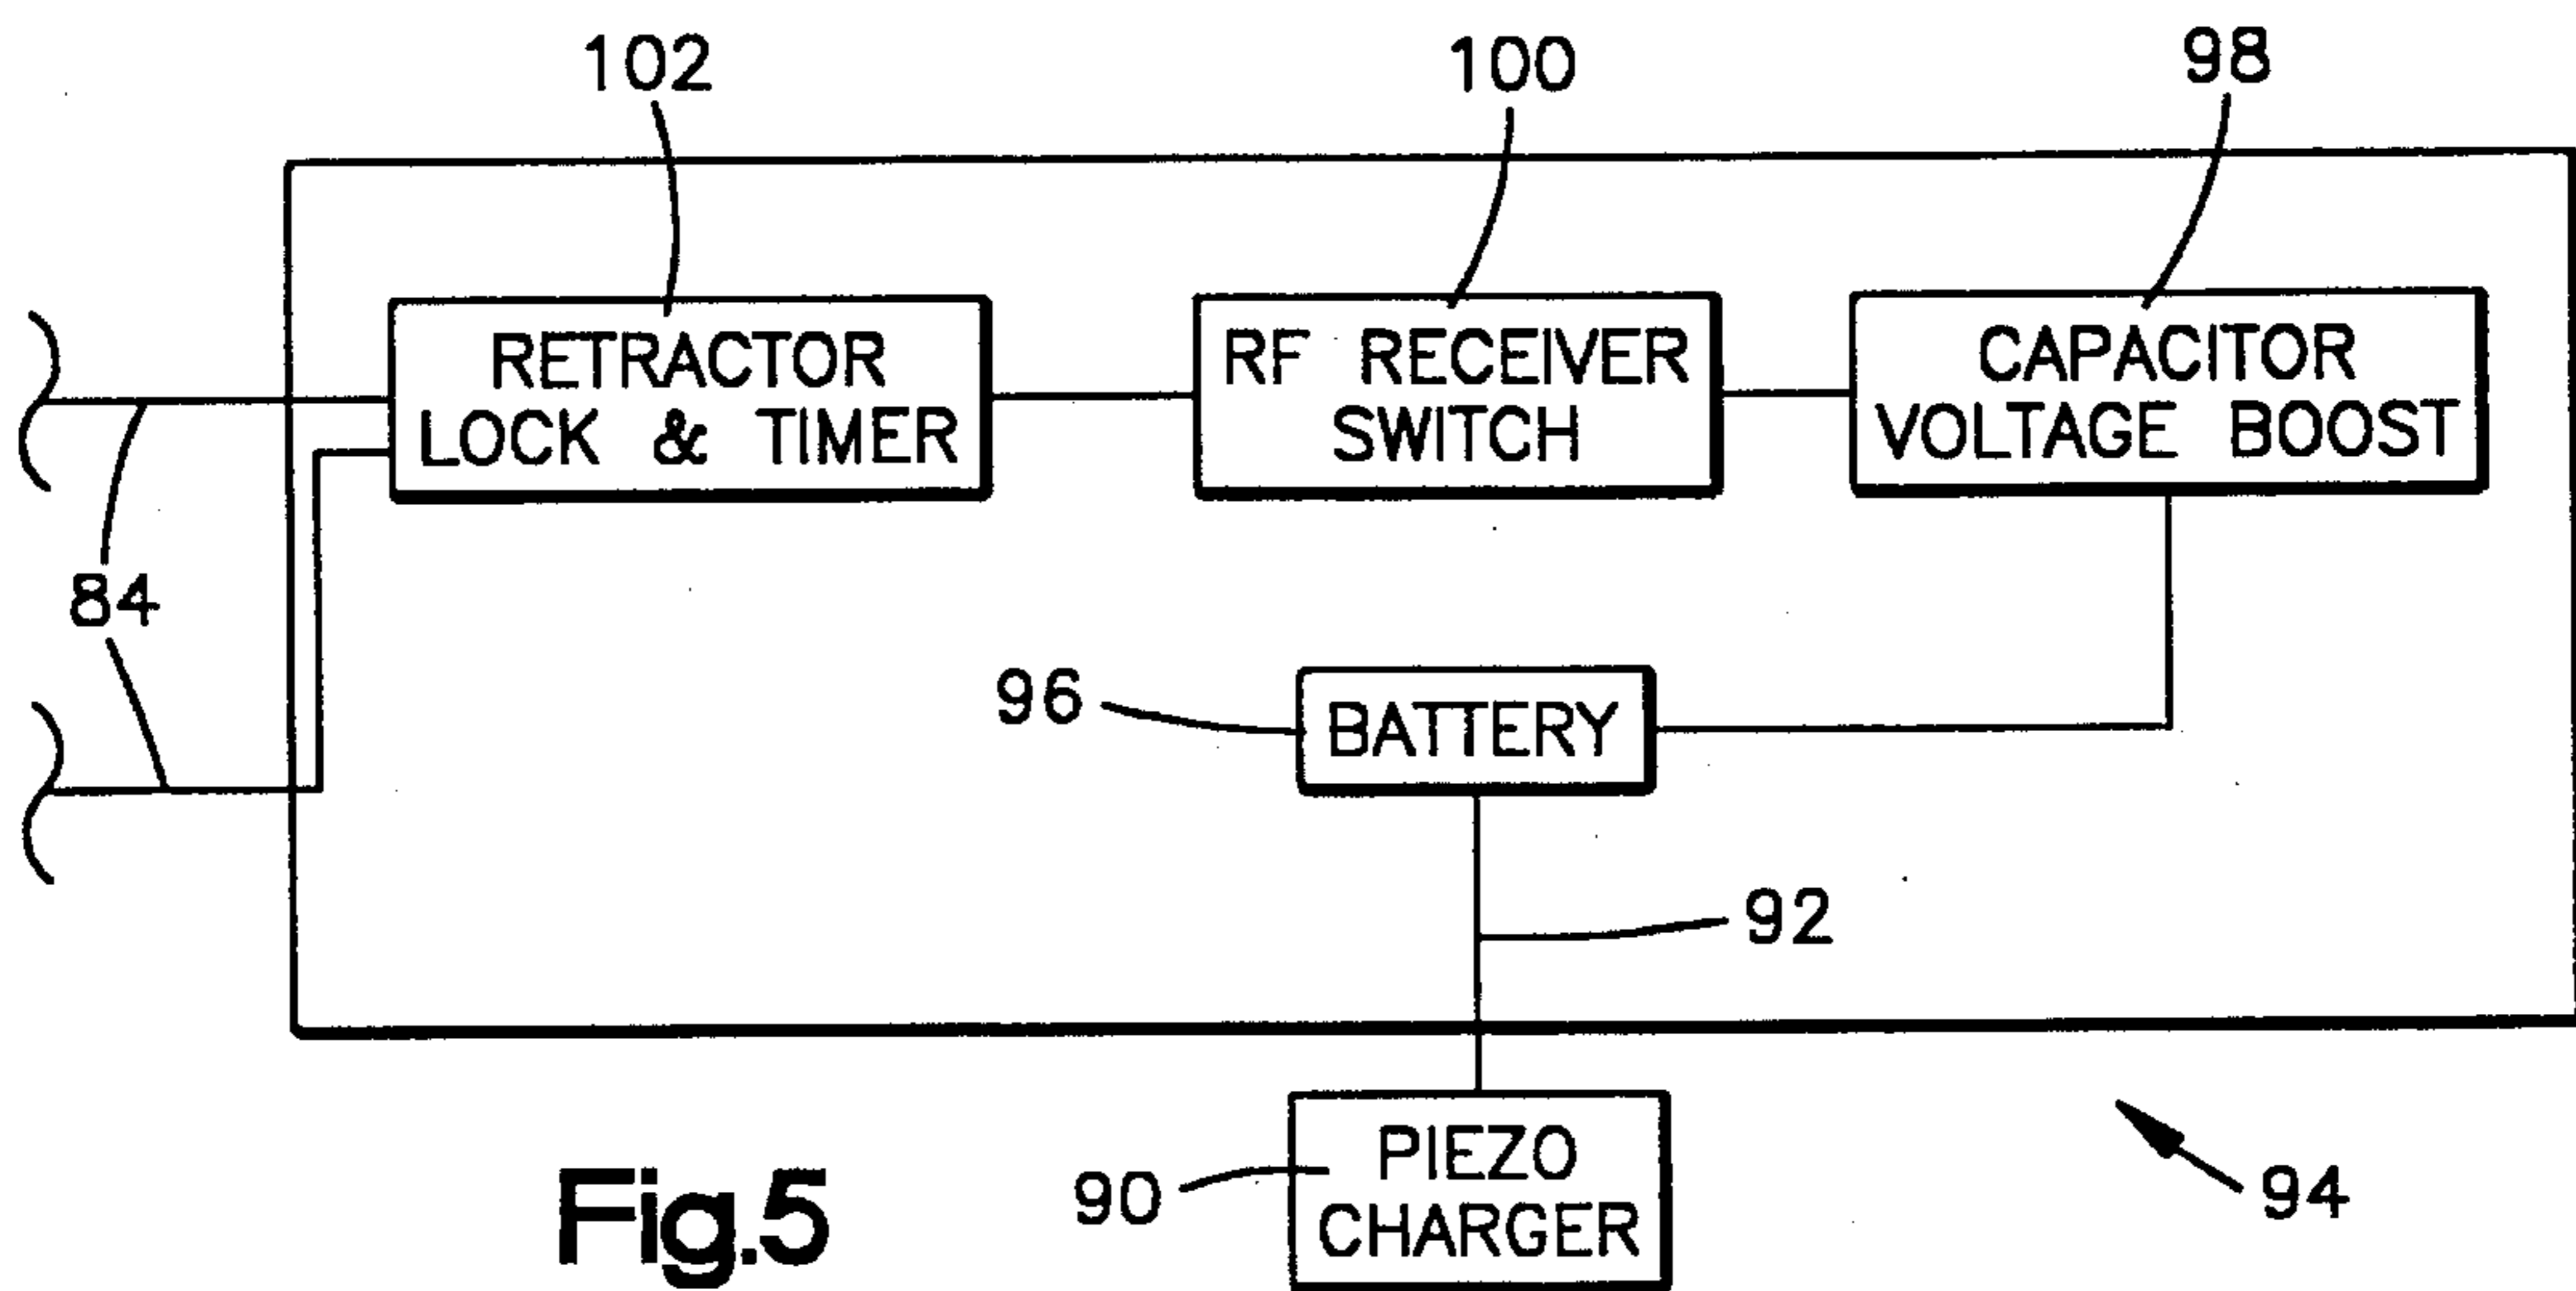 102
100
98
RETRACTOR
LOCK & TIMER
RF RECEIVER
SWITCH
CAPACITOR
VOLTAGE BOOST
84
96
BATTERY
92
90
PIEZO
CHARGER
94
Fig.5